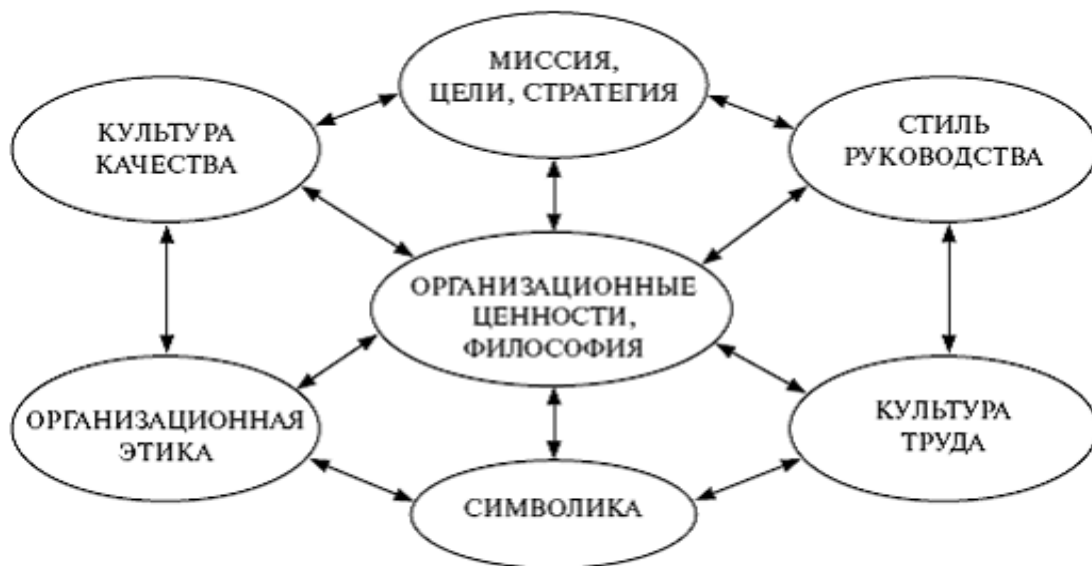 МИССИЯ,
ЦЕЛИ, СТРАТЕГИЯ
КУЛЬТУРА
КАЧЕСТВА
СТИЛЬ
РУКОВОДСТВА
ОРГАНИЗАЦИОННЫЕ
ЦЕННОСТИ,
ФИЛОСОФИЯ
ОРГАНИЗАЦИОННАЯ
ЭТИКА
КУЛЬТУРА
ТРУДА
СИМВОЛИКА